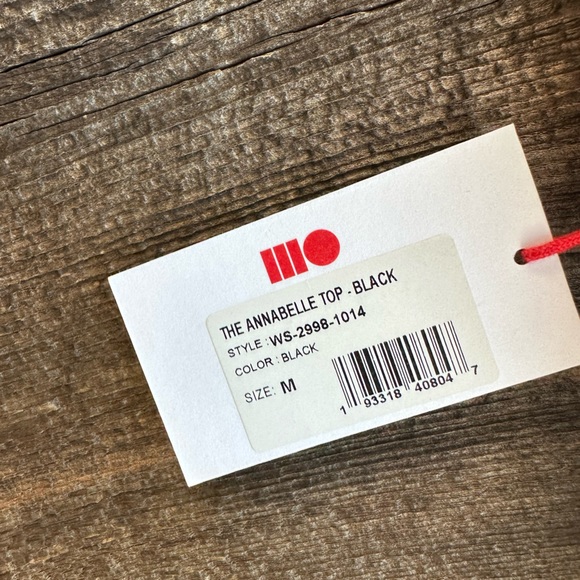 THE ANNABELLE TOP - BLACK
STYLE : WS-2998-1014
COLOR : BLACK
SIZE: M
1 93318 40804 7